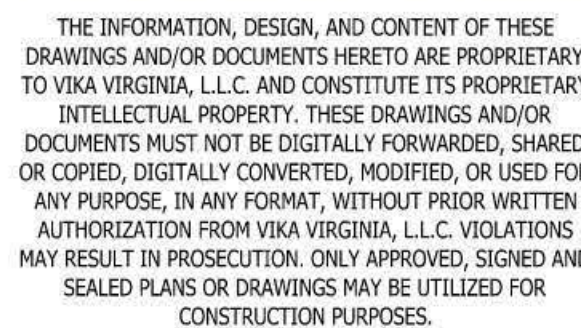 THE INFORMATION, DESIGN, AND CONTENT OF THESE
DRAWINGS AND/OR DOCUMENTS HERETO ARE PROPRIETARY
TO VIKA VIRGINIA, L.L.C. AND CONSTITUTE ITS PROPRIETARY
INTELLECTUAL PROPERTY. THESE DRAWINGS AND/OR
DOCUMENTS MUST NOT BE DIGITALLY FORWARDED, SHARED,
OR COPIED, DIGITALLY CONVERTED, MODIFIED, OR USED FOR
ANY PURPOSE, IN ANY FORMAT, WITHOUT PRIOR WRITTEN
AUTHORIZATION FROM VIKA VIRGINIA, L.L.C. VIOLATIONS
MAY RESULT IN PROSECUTION. ONLY APPROVED, SIGNED AND
SEALED PLANS OR DRAWINGS MAY BE UTILIZED FOR
CONSTRUCTION PURPOSES.